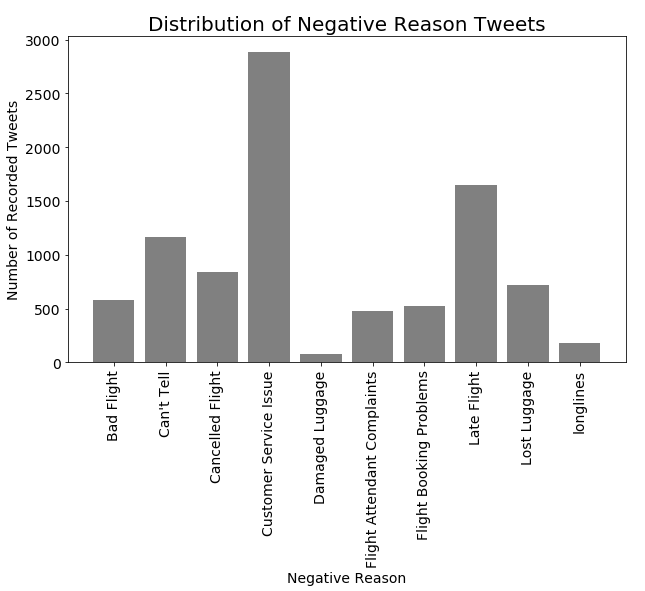 Distribution of Negative Reason Tweets
Number of Recorded Tweets
3000
2500
2000
1500
1000
500
0
Bad Flight
Can't Tell
Cancelled Flight
Customer Service Issue
Damaged Luggage
Flight Attendant Complaints
Flight Booking Problems
Late Flight
Lost Luggage
longlines
Negative Reason